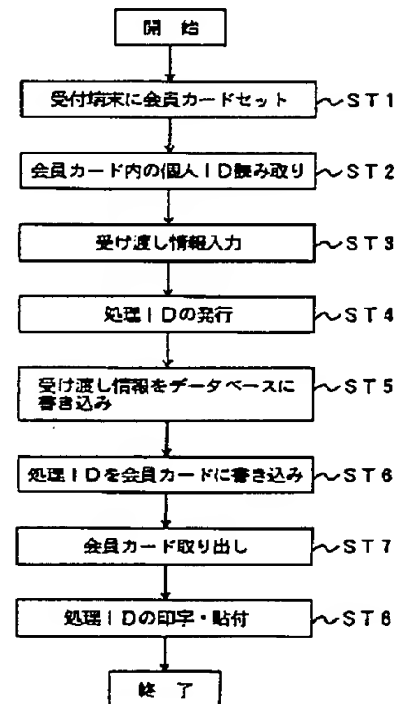 開 始
受付端末に会員カードセット ～ST1
会員カード内の個人ID読み取り ～ST2
受け渡し情報入力 ～ST3
処理IDの発行 ～ST4
受け渡し情報をデータベースに ～ST5
書き込み
処理IDを会員カードに書き込み ～ST6
会員カード取り出し ～ST7
処理IDの印字・貼付 ～ST8
終 了